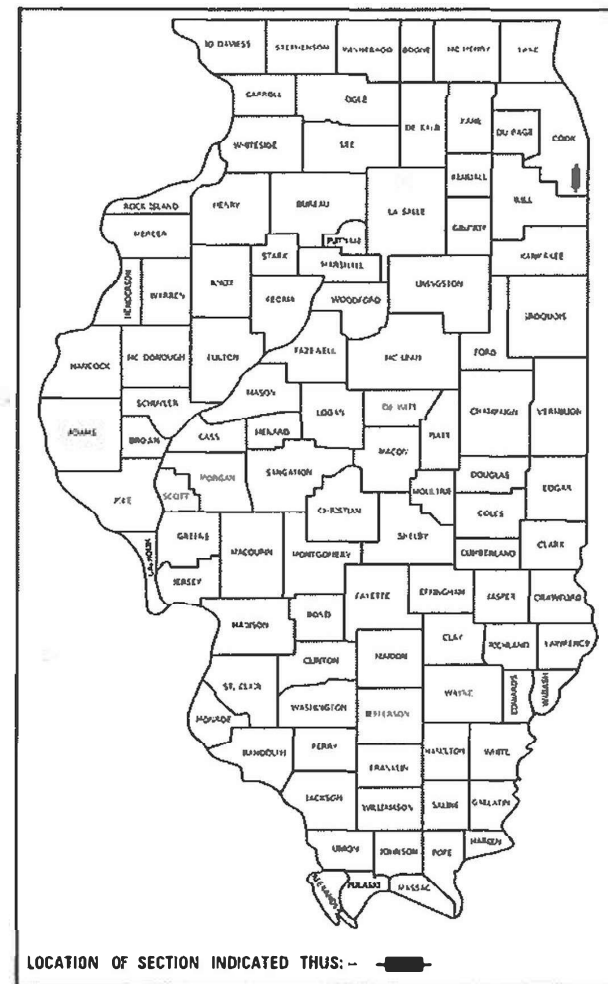 JO DAVIESS STEPHENSON WINNEBAGO BOONE MC HENRY LAKE
CARROLL OGLE DE KALB KANE DU PAGE COOK
WHITESIDE LEE KENDALL WILL
ROCK ISLAND HENRY BUREAU LA SALLE GRUNDY
MERCER PUTNAM KANKAKEE
STARK MARSHALL LIVINGSTON
HENDERSON WARREN KNOX PEORIA WOODFORD IROQUOIS
HANCOCK MC DONOUGH FULTON TAZEWELL MC LEAN FORD
MASON
SCHUYLER LOGAN DE WITT CHAMPAIGN VERMILION
ADAMS BROWN CASS MENARD MACON PIATT
MORGAN SANGAMON DOUGLAS
PIKE SCOTT CHRISTIAN MOULTRIE EDGAR
COLES
GREENE SHELBY
CALHOUN MACOUPIN MONTGOMERY CUMBERLAND CLARK
JERSEY
FAYETTE EFFINGHAM JASPER CRAWFORD
MADISON BOND
CLAY RICHLAND LAWRENCE
CLINTON MARION
ST. CLAIR WAYNE EDWARDS WABASH
MONROE WASHINGTON JEFFERSON
RANDOLPH PERRY HAMILTON WHITE
FRANKLIN
JACKSON WILLIAMSON SALINE GALLATIN
UNION JOHNSON POPE HARDIN
ALEXANDER PULASKI MASSAC
LOCATION OF SECTION INDICATED THUS:-